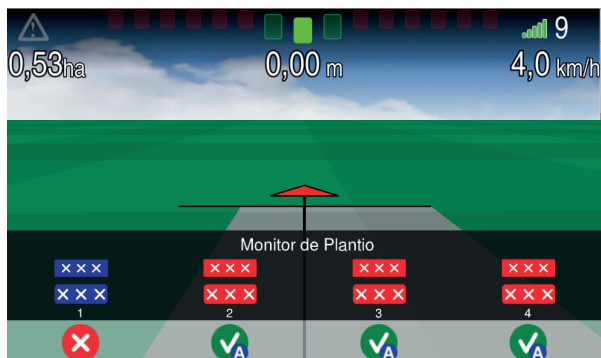 9
0,53ha 0,00 m 4,0 km/h
Monitor de Plantio
××× ××× ××× ×××
××× ××× ××× ×××
1 2 3 4
A A A